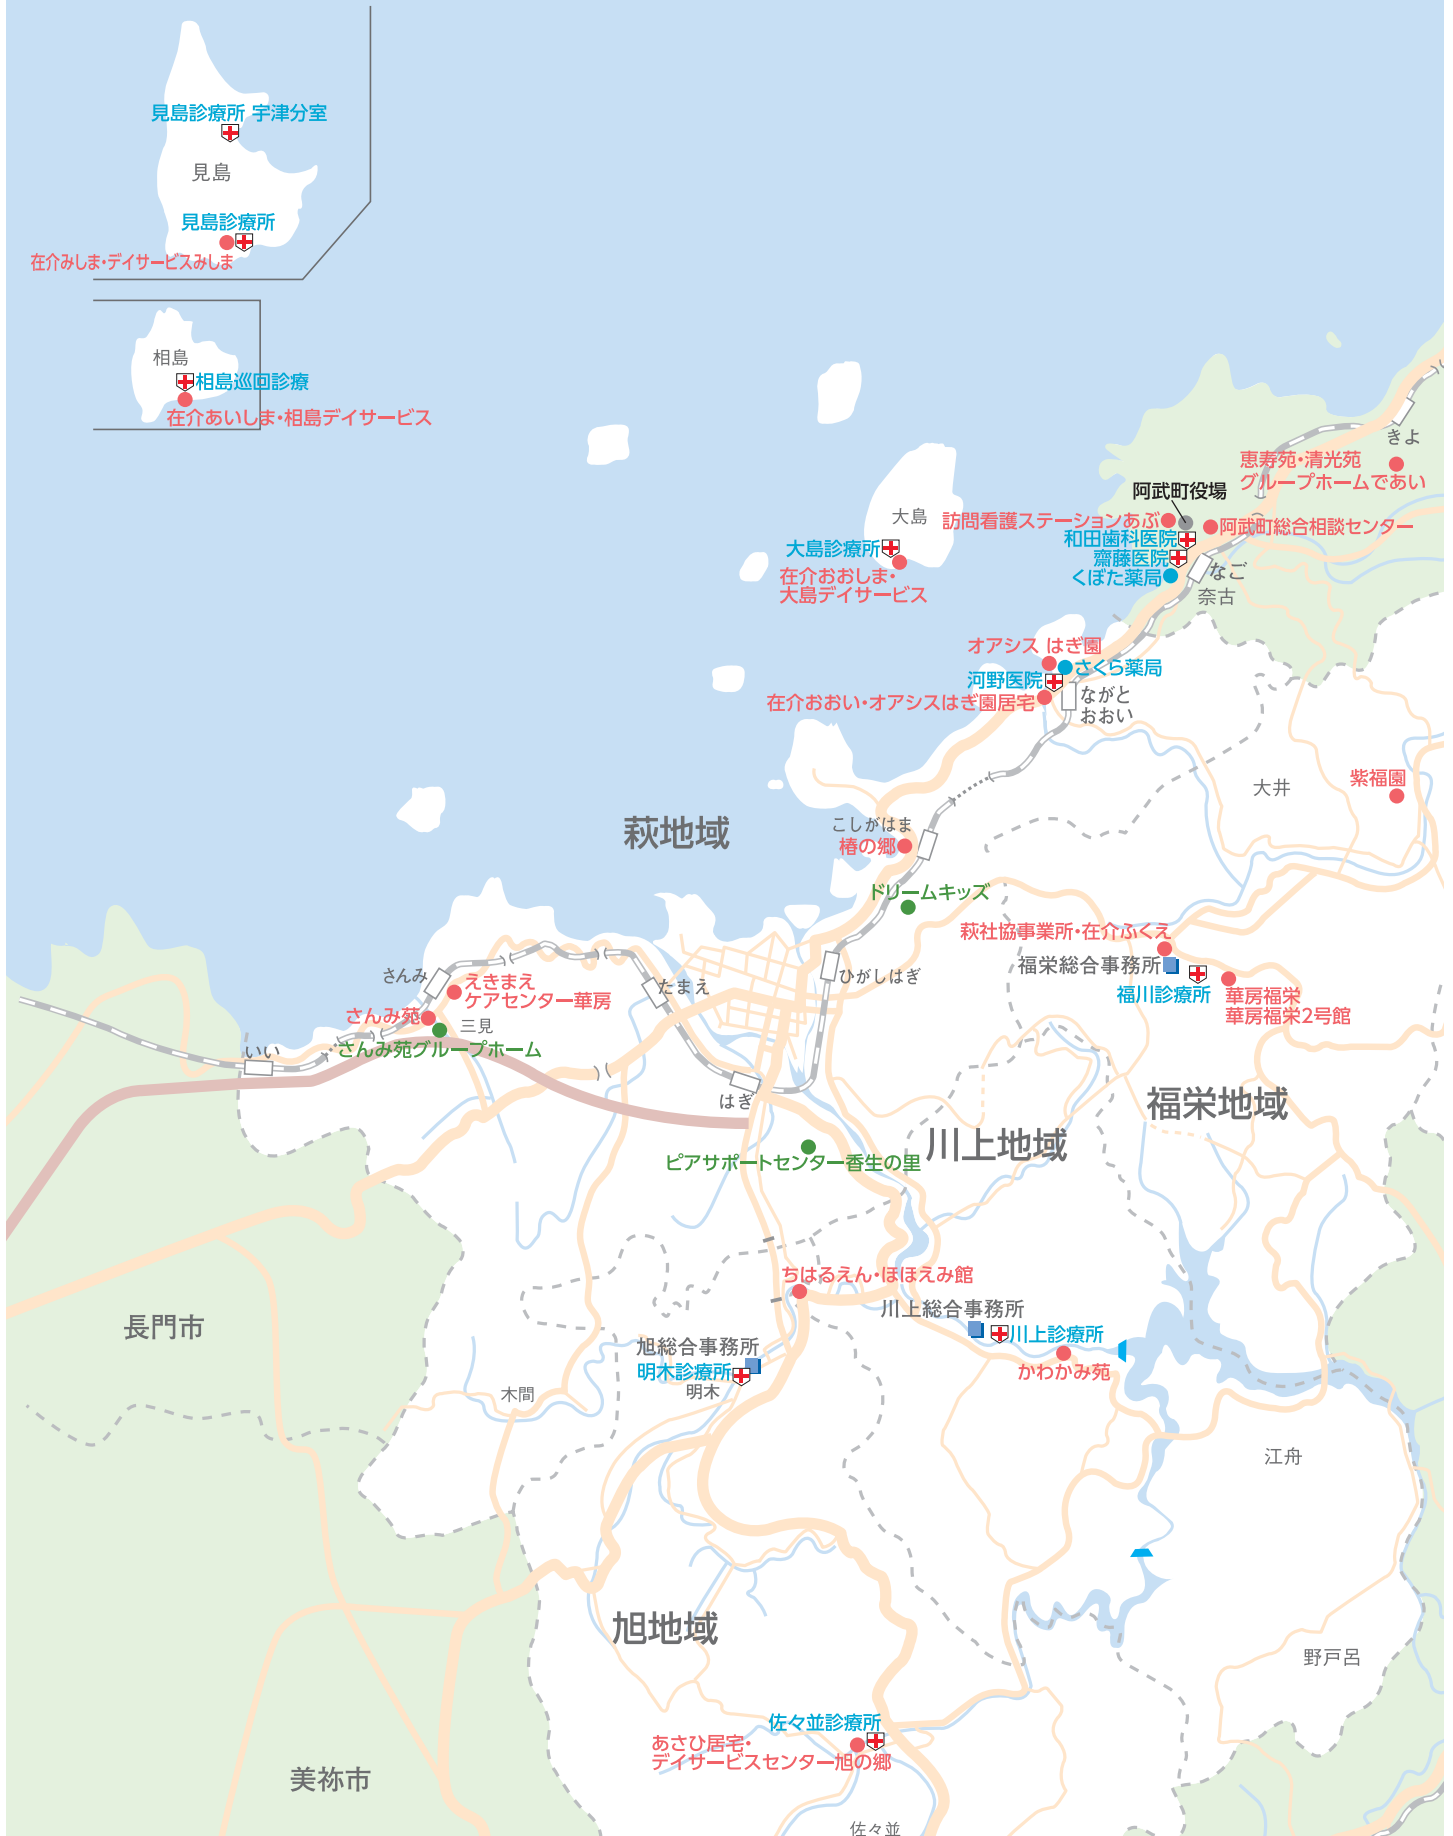 見島診療所 宇津分室
見島
見島診療所
在介みしま・デイサービスみしま
相島
相島巡回診療
在介あいしま・相島デイサービス
きよ
恵寿苑・清光苑
グループホームであい
阿武町役場
大島
訪問看護ステーションあぶ
阿武町総合相談センター
和田歯科医院
大島診療所
齋藤医院
在介おおしま・
大島デイサービス
くぼた薬局
なご
奈古
オアシス はぎ園
さくら薬局
河野医院
在介おおい・オアシスはぎ園居宅
ながと
おおい
大井
紫福園
萩地域
こしがはま
椿の郷
ドリームキッズ
萩社協事業所・在介ふくえ
福栄総合事務所
福川診療所
華房福栄
華房福栄2号館
さんみ
えきまえ
ケアセンター華房
たまえ
ひがしはぎ
さんみ苑
三見
さんみ苑グループホーム
いい
はぎ
福栄地域
川上地域
ピアサポートセンター香生の里
ちはるえん・ほほえみ館
川上総合事務所
川上診療所
かわかみ苑
長門市
旭総合事務所
明木診療所
明木
木間
江舟
旭地域
野戸呂
佐々並診療所
あさひ居宅・
デイサービスセンター旭の郷
美祢市
佐々並